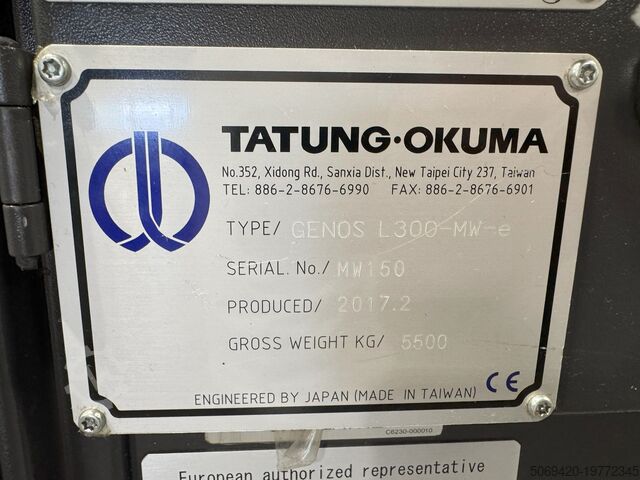 TATUNG·OKUMA
No.352, Xidong Rd., Sanxia Dist., New Taipei City 237, Taiwan
TEL: 886-2-8676-6990 FAX: 886-2-8676-6901
TYPE/ GENOS L300-MW-e
SERIAL. No./ MW150
PRODUCED/ 2017.2
GROSS WEIGHT KG/ 5500
ENGINEERED BY JAPAN (MADE IN TAIWAN) CE
C6230-000010
European authorized representative
5069420-19772345